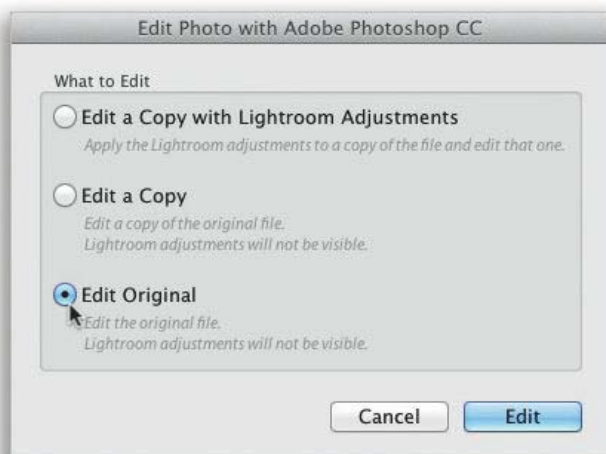 Edit Photo with Adobe Photoshop CC
What to Edit
Edit a Copy with Lightroom Adjustments
Apply the Lightroom adjustments to a copy of the file and edit that one.
Edit a Copy
Edit a copy of the original file.
Lightroom adjustments will not be visible.
Edit Original
Edit the original file.
Lightroom adjustments will not be visible.
Cancel
Edit